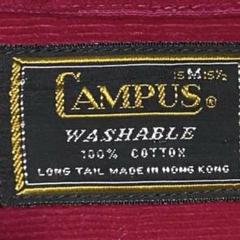 15 M 15½
CAMPUS®
WASHABLE
100% COTTON
LONG TAIL MADE IN HONG KONG